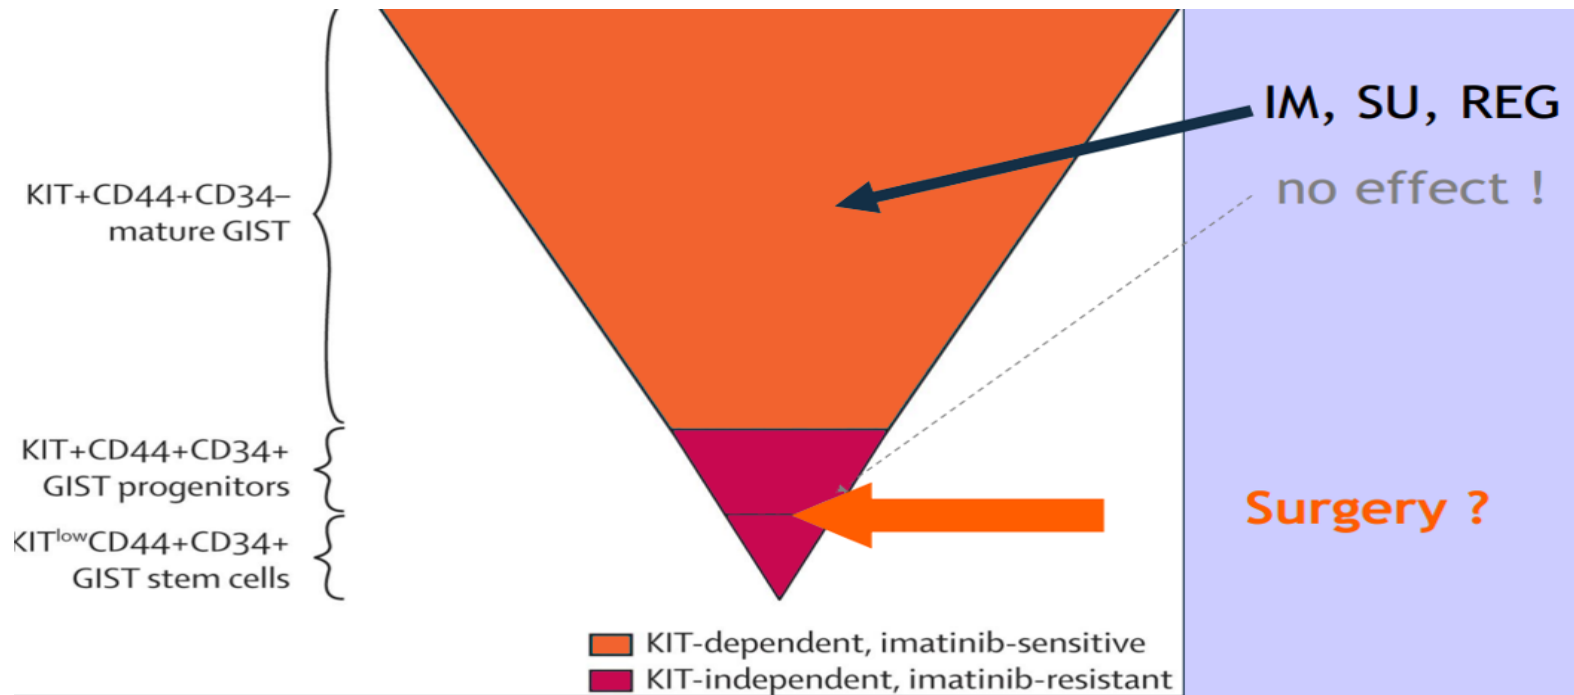 IM, SU, REG
no effect !
KIT+CD44+CD34–
mature GIST
KIT+CD44+CD34+
GIST progenitors
KITlowCD44+CD34+
GIST stem cells
Surgery ?
KIT-dependent, imatinib-sensitive
KIT-independent, imatinib-resistant